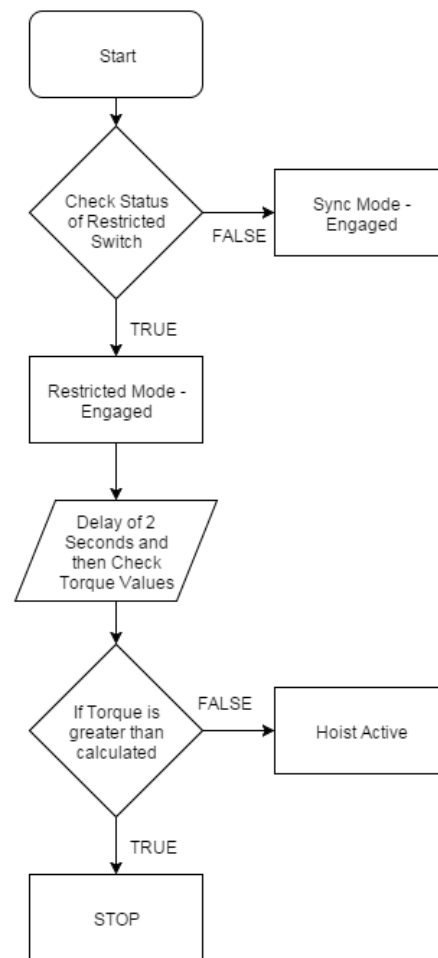 Start
Check Status
of Restricted
Switch
FALSE
Sync Mode -
Engaged
TRUE
Restricted Mode -
Engaged
Delay of 2
Seconds and
then Check
Torque Values
If Torque is
greater than
calculated
FALSE
Hoist Active
TRUE
STOP